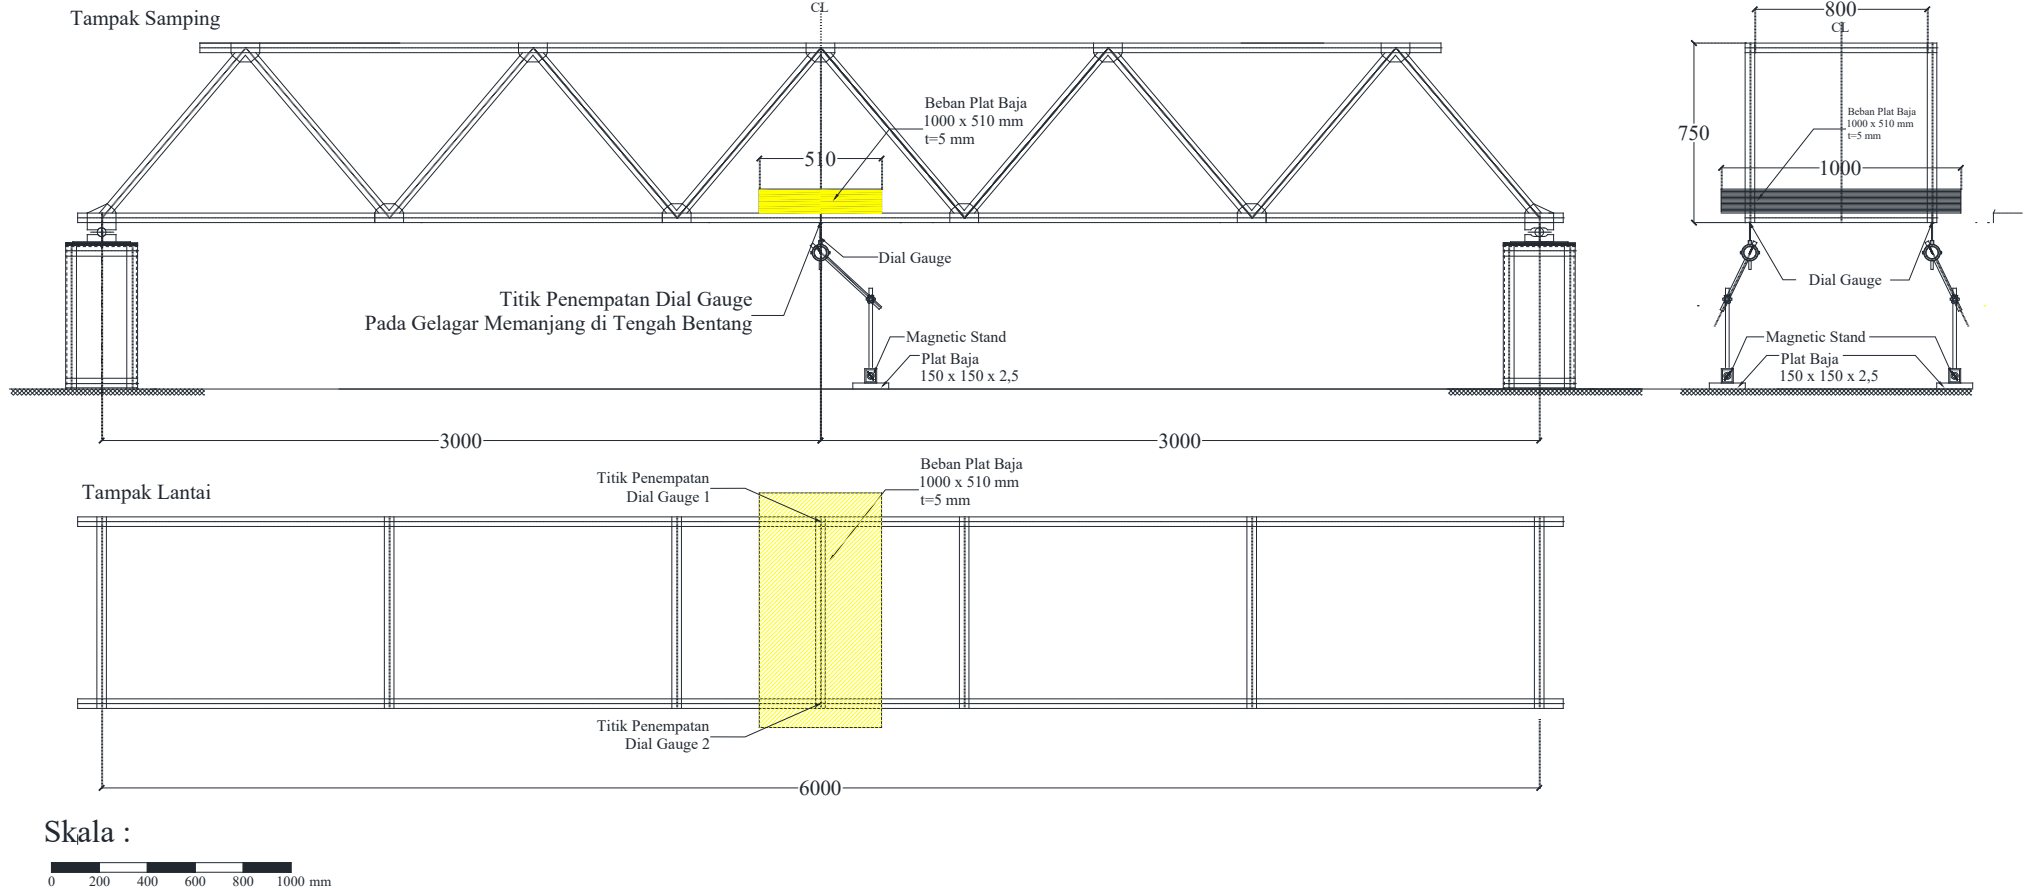 Tampak Samping
CL
Beban Plat Baja
1000 x 510 mm
t=5 mm
510
Dial Gauge
Titik Penempatan Dial Gauge
Pada Gelagar Memanjang di Tengah Bentang
Magnetic Stand
Plat Baja
150 x 150 x 2,5
3000
3000
800
CL
750
Beban Plat Baja
1000 x 510 mm
t=5 mm
1000
Dial Gauge
Magnetic Stand
Plat Baja
150 x 150 x 2,5
Tampak Lantai
Titik Penempatan
Dial Gauge 1
Beban Plat Baja
1000 x 510 mm
t=5 mm
Titik Penempatan
Dial Gauge 2
6000
Skala :
0 200 400 600 800 1000 mm